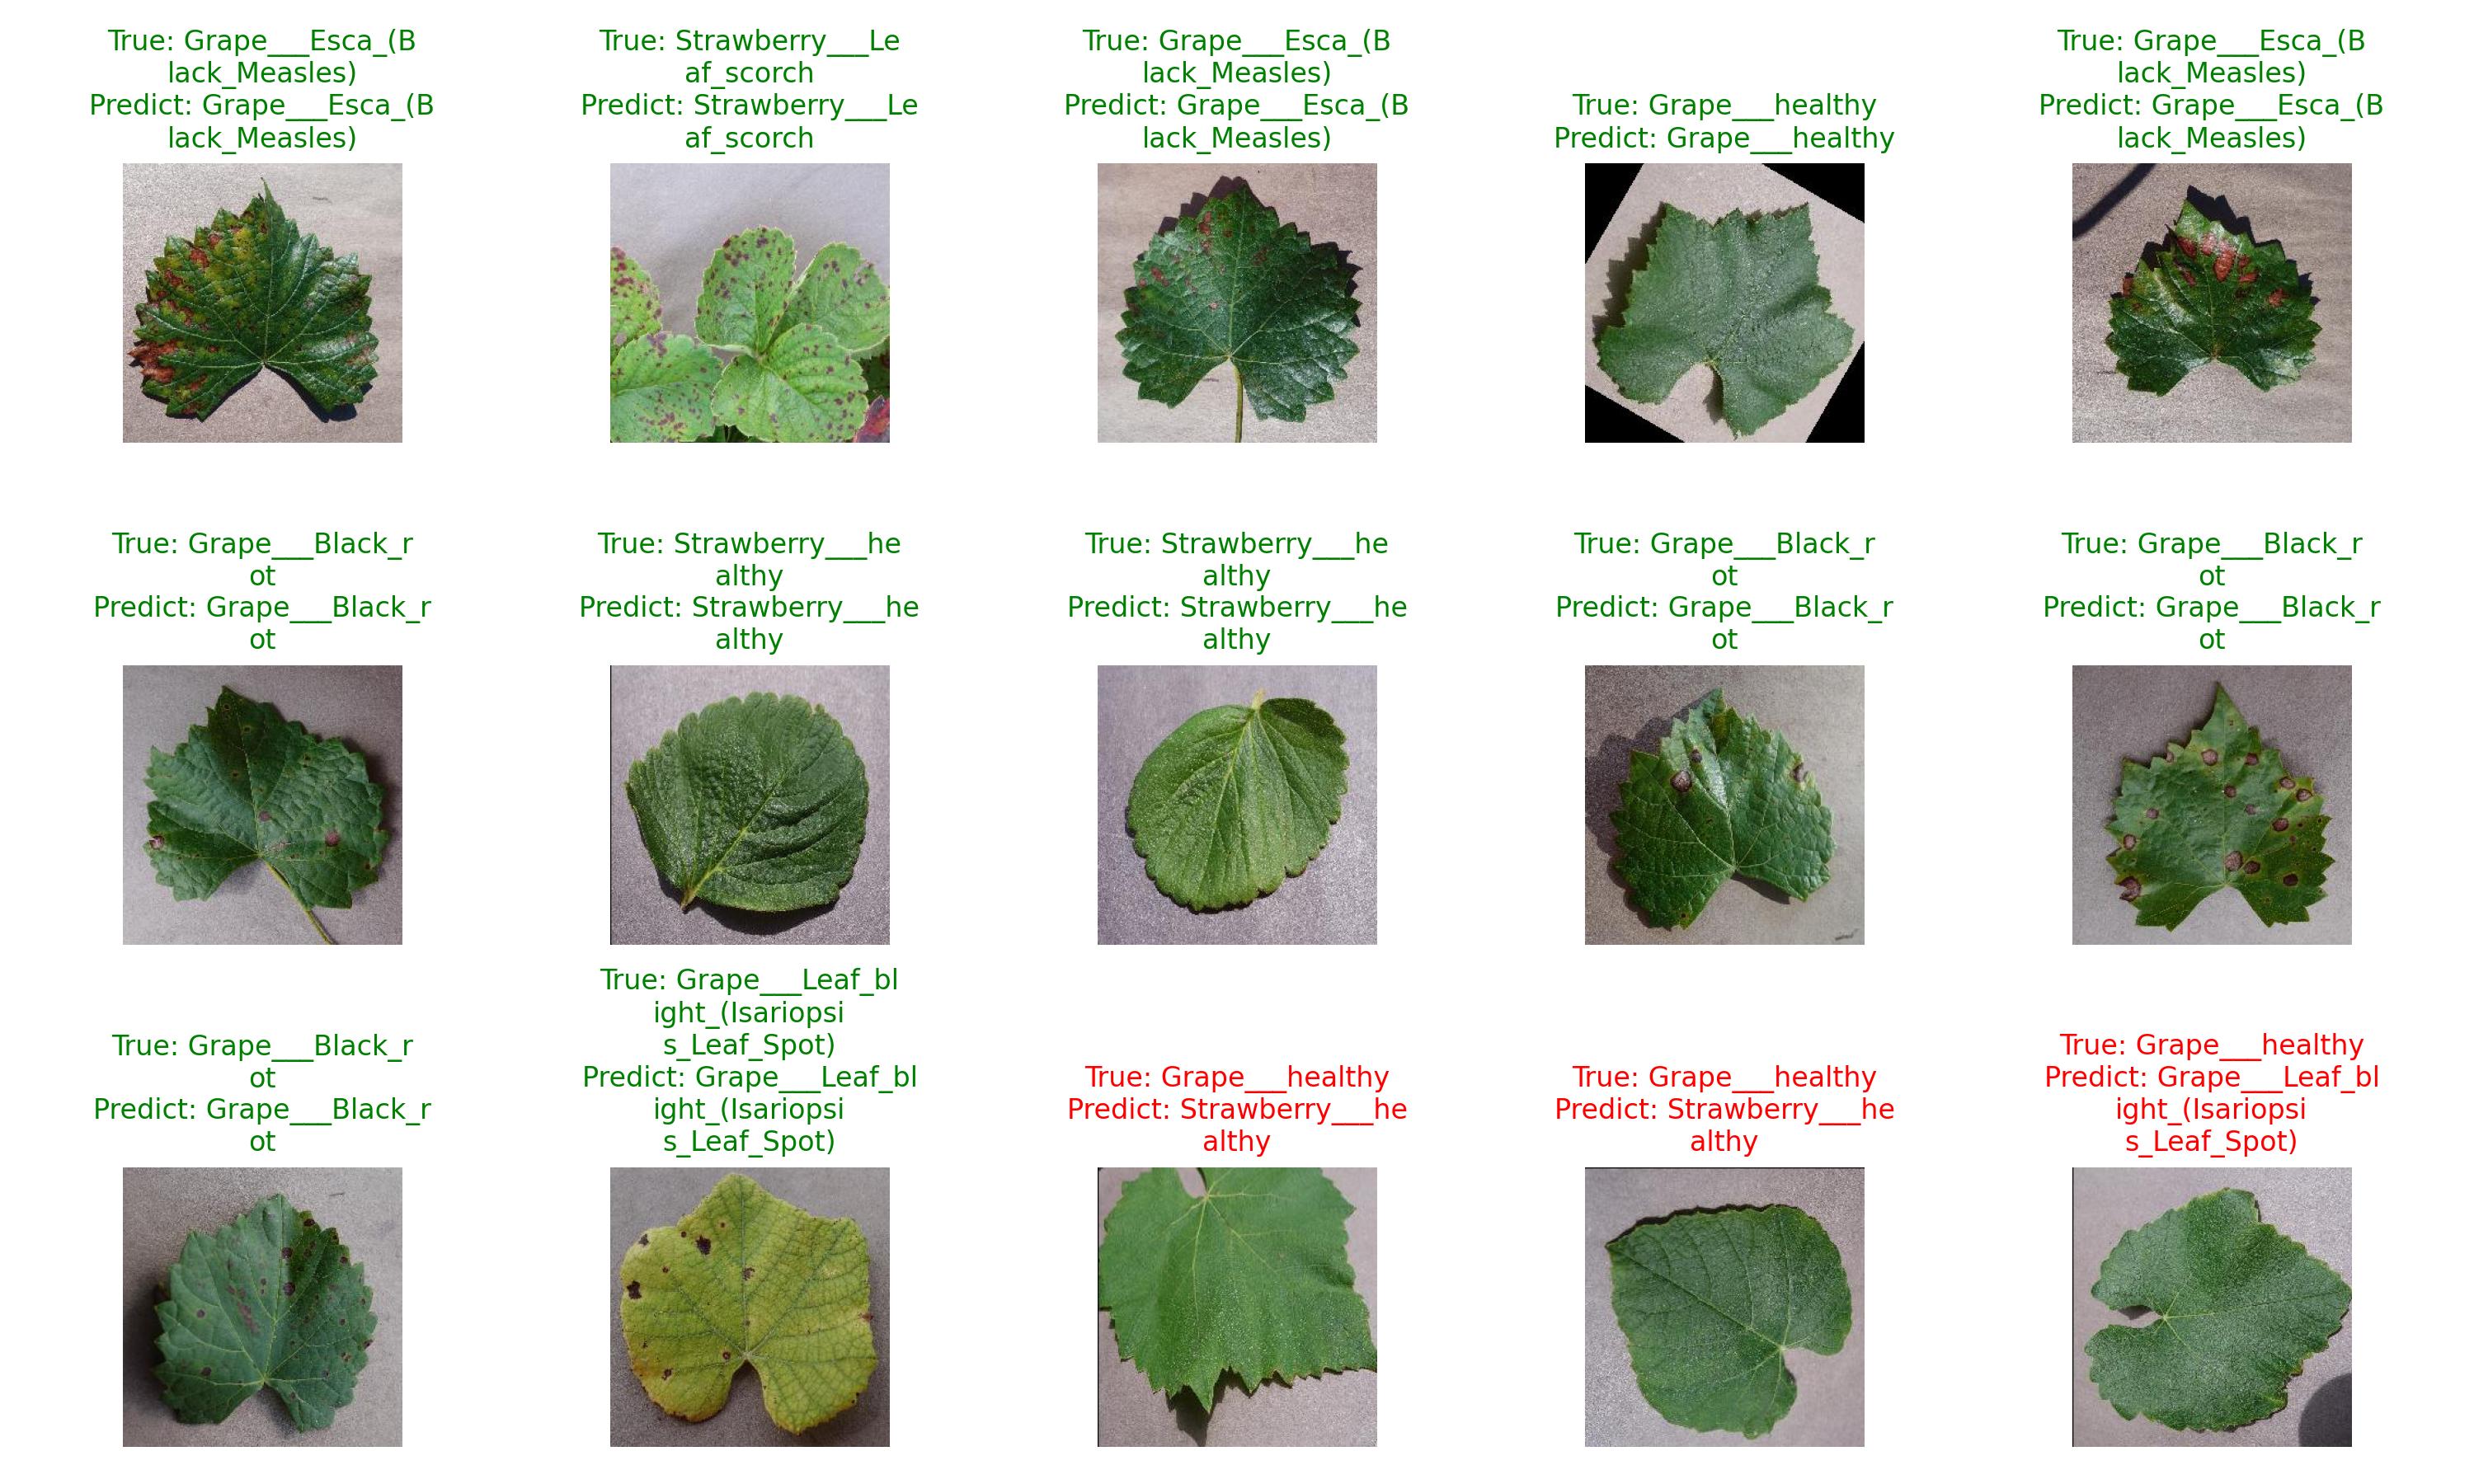 True: Grape___Esca_(B
lack_Measles)
Predict: Grape___Esca_(B
lack_Measles)
True: Strawberry___Le
af_scorch
Predict: Strawberry___Le
af_scorch
True: Grape___Esca_(B
lack_Measles)
Predict: Grape___Esca_(B
lack_Measles)
True: Grape___healthy
Predict: Grape___healthy
True: Grape___Esca_(B
lack_Measles)
Predict: Grape___Esca_(B
lack_Measles)
True: Grape___Black_r
ot
Predict: Grape___Black_r
ot
True: Strawberry___he
althy
Predict: Strawberry___he
althy
True: Strawberry___he
althy
Predict: Strawberry___he
althy
True: Grape___Black_r
ot
Predict: Grape___Black_r
ot
True: Grape___Black_r
ot
Predict: Grape___Black_r
ot
True: Grape___Black_r
ot
Predict: Grape___Black_r
ot
True: Grape___Leaf_bl
ight_(Isariopsi
s_Leaf_Spot)
Predict: Grape___Leaf_bl
ight_(Isariopsi
s_Leaf_Spot)
True: Grape___healthy
Predict: Strawberry___he
althy
True: Grape___healthy
Predict: Strawberry___he
althy
True: Grape___healthy
Predict: Grape___Leaf_bl
ight_(Isariopsi
s_Leaf_Spot)